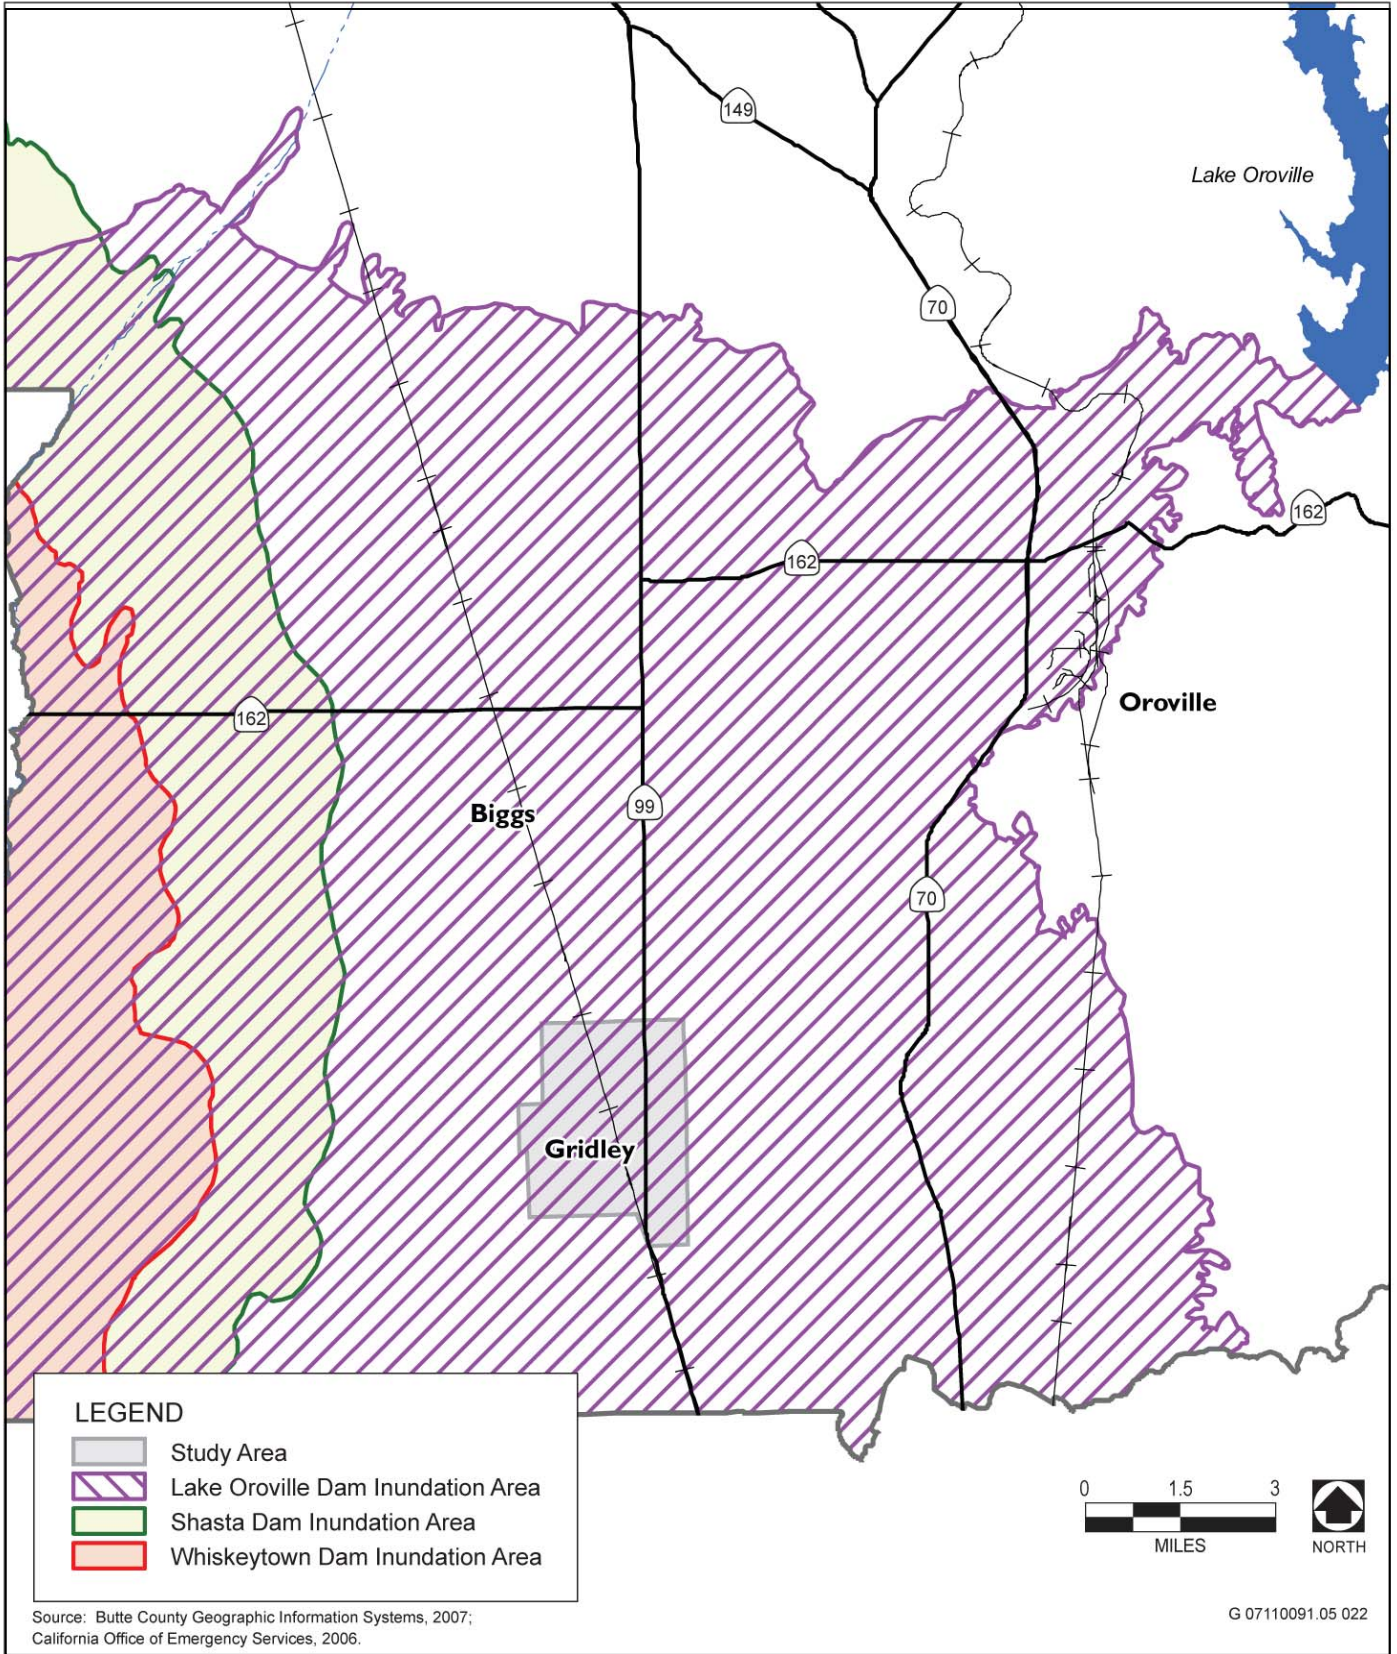 149
Lake Oroville
70
162
162
Oroville
162
Biggs
99
70
Gridley
LEGEND
Study Area
Lake Oroville Dam Inundation Area
Shasta Dam Inundation Area
Whiskeytown Dam Inundation Area
0 1.5 3
MILES
NORTH
Source: Butte County Geographic Information Systems, 2007;
California Office of Emergency Services, 2006.
G 07110091.05 022